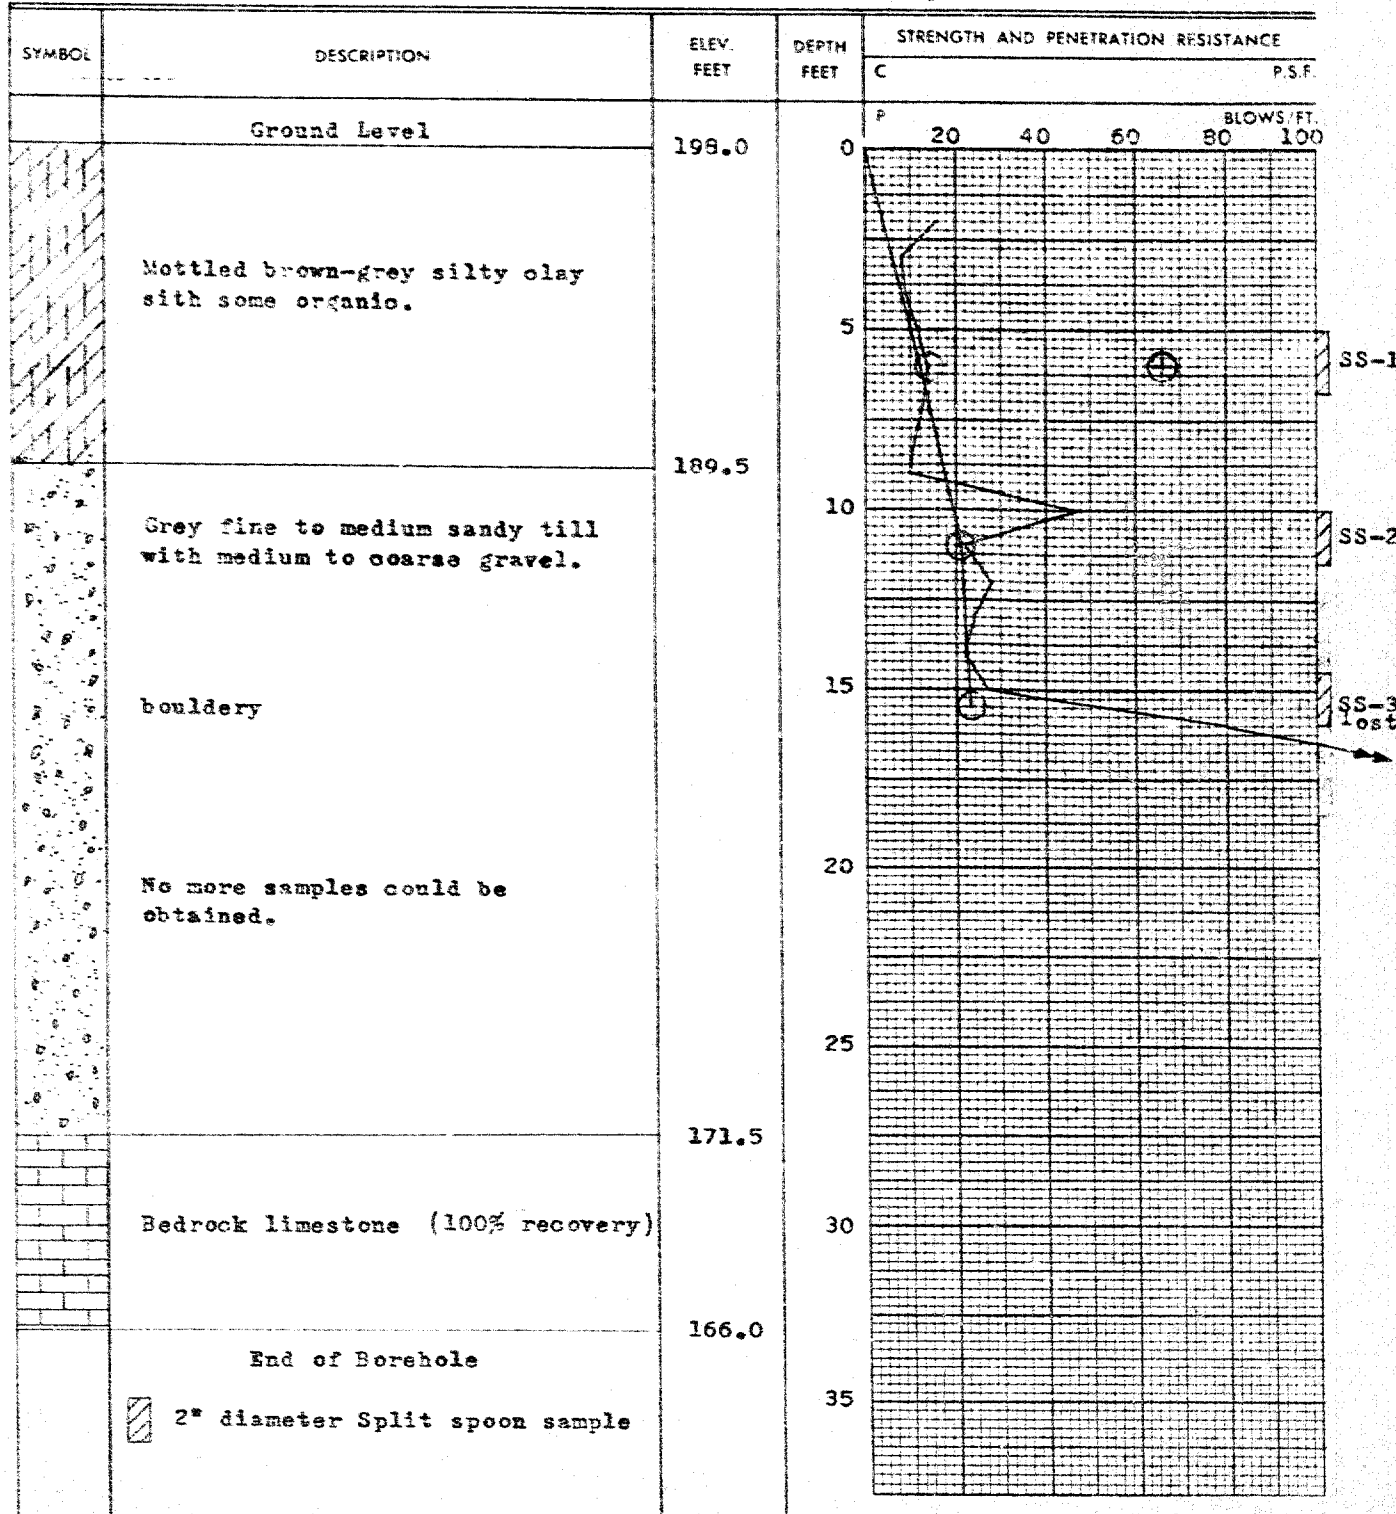 SYMBOL DESCRIPTION ELEV. FEET DEPTH FEET STRENGTH AND PENETRATION RESISTANCE
C P.S.F.
P BLOWS/FT.
20 40 60 80 100
Ground Level
198.0 0
Mottled brown-grey silty clay
sith some organic.
5
SS-1
189.5
10
Grey fine to medium sandy till
with medium to coarse gravel.
SS-2
15
bouldery
SS-3
lost
20
No more samples could be
obtained.
25
171.5
Bedrock limestone (100% recovery)
30
166.0
End of Borehole
35
2" diameter Split spoon sample